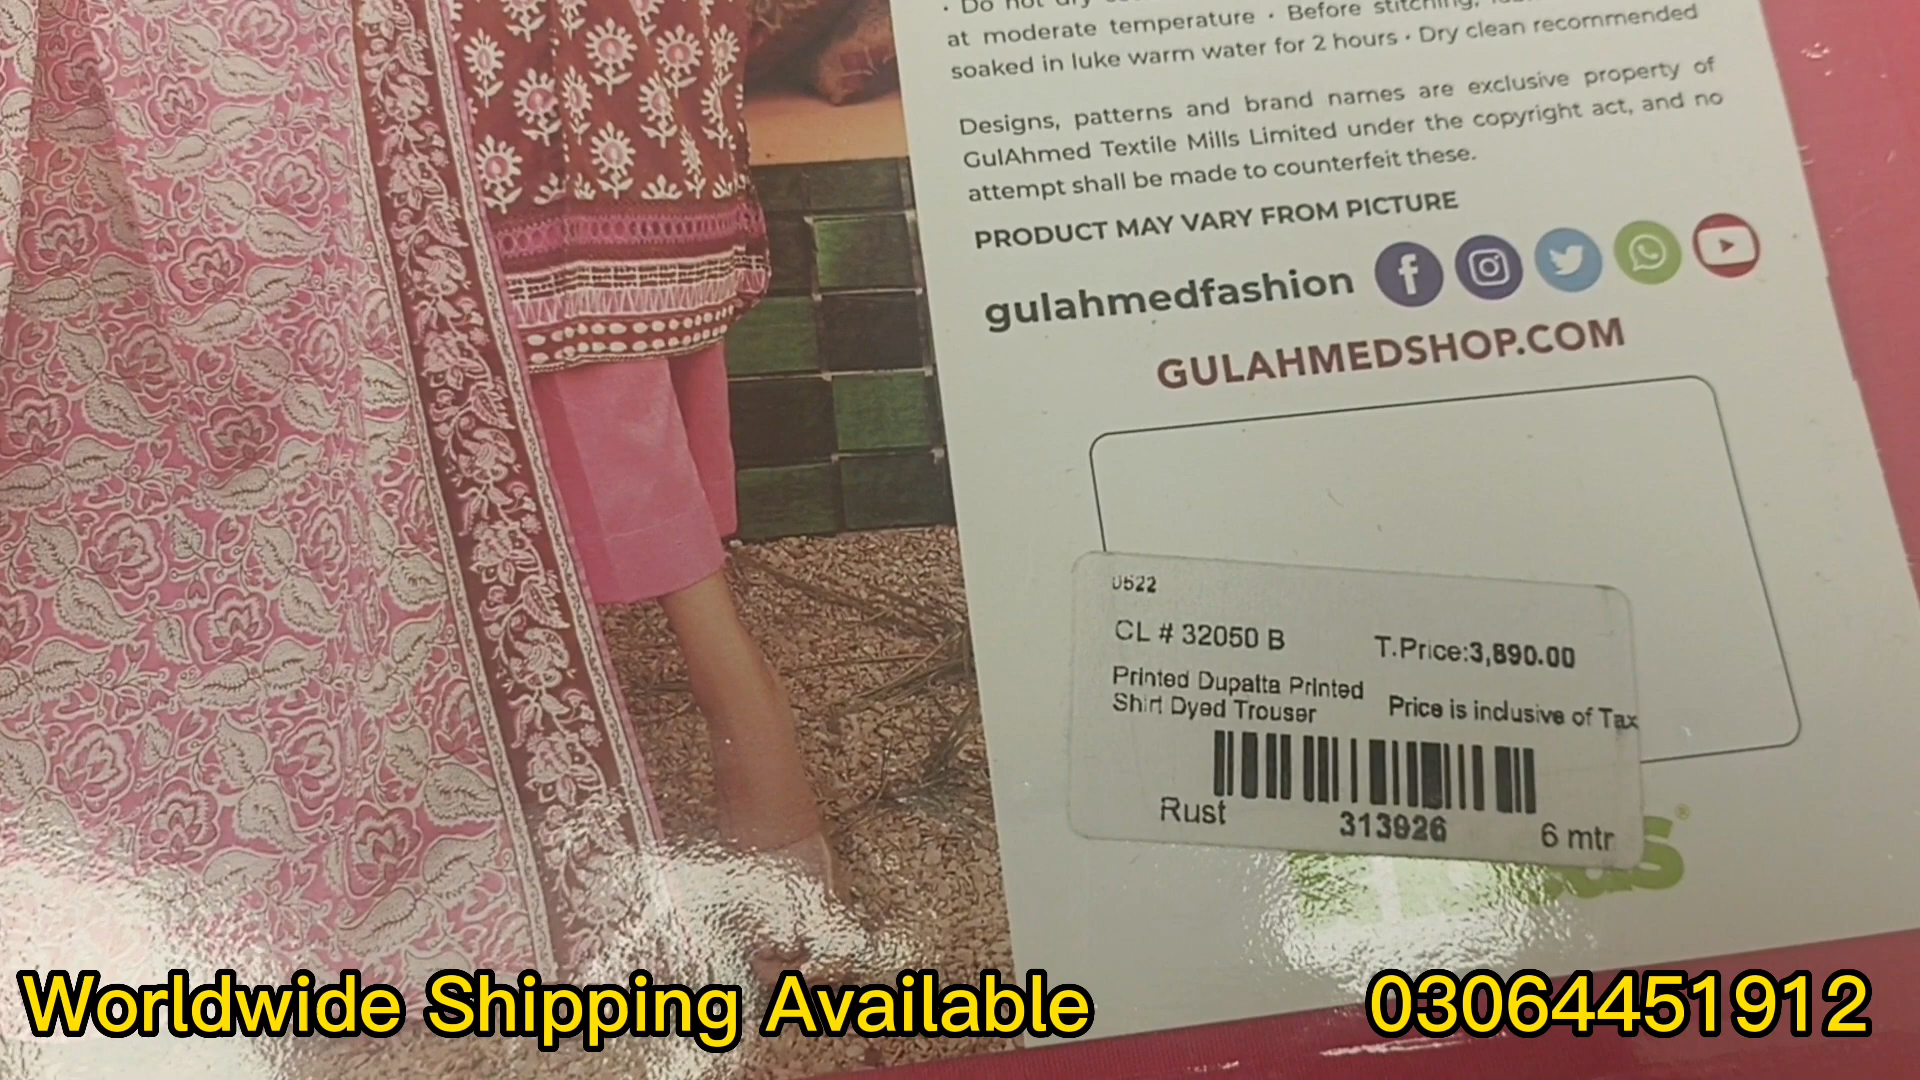 · Do not dry
at moderate temperature · Before stitching,
soaked in luke warm water for 2 hours · Dry clean recommended
Designs, patterns and brand names are exclusive property of
GulAhmed Textile Mills Limited under the copyright act, and no
attempt shall be made to counterfeit these.
PRODUCT MAY VARY FROM PICTURE
gulahmedfashion
GULAHMEDSHOP.COM
0522
CL # 32050 B T.Price:3,890.00
Printed Dupatta Printed
Shirt Dyed Trouser Price is inclusive of Tax
Rust 313926 6 mtr
Worldwide Shipping Available 03064451912